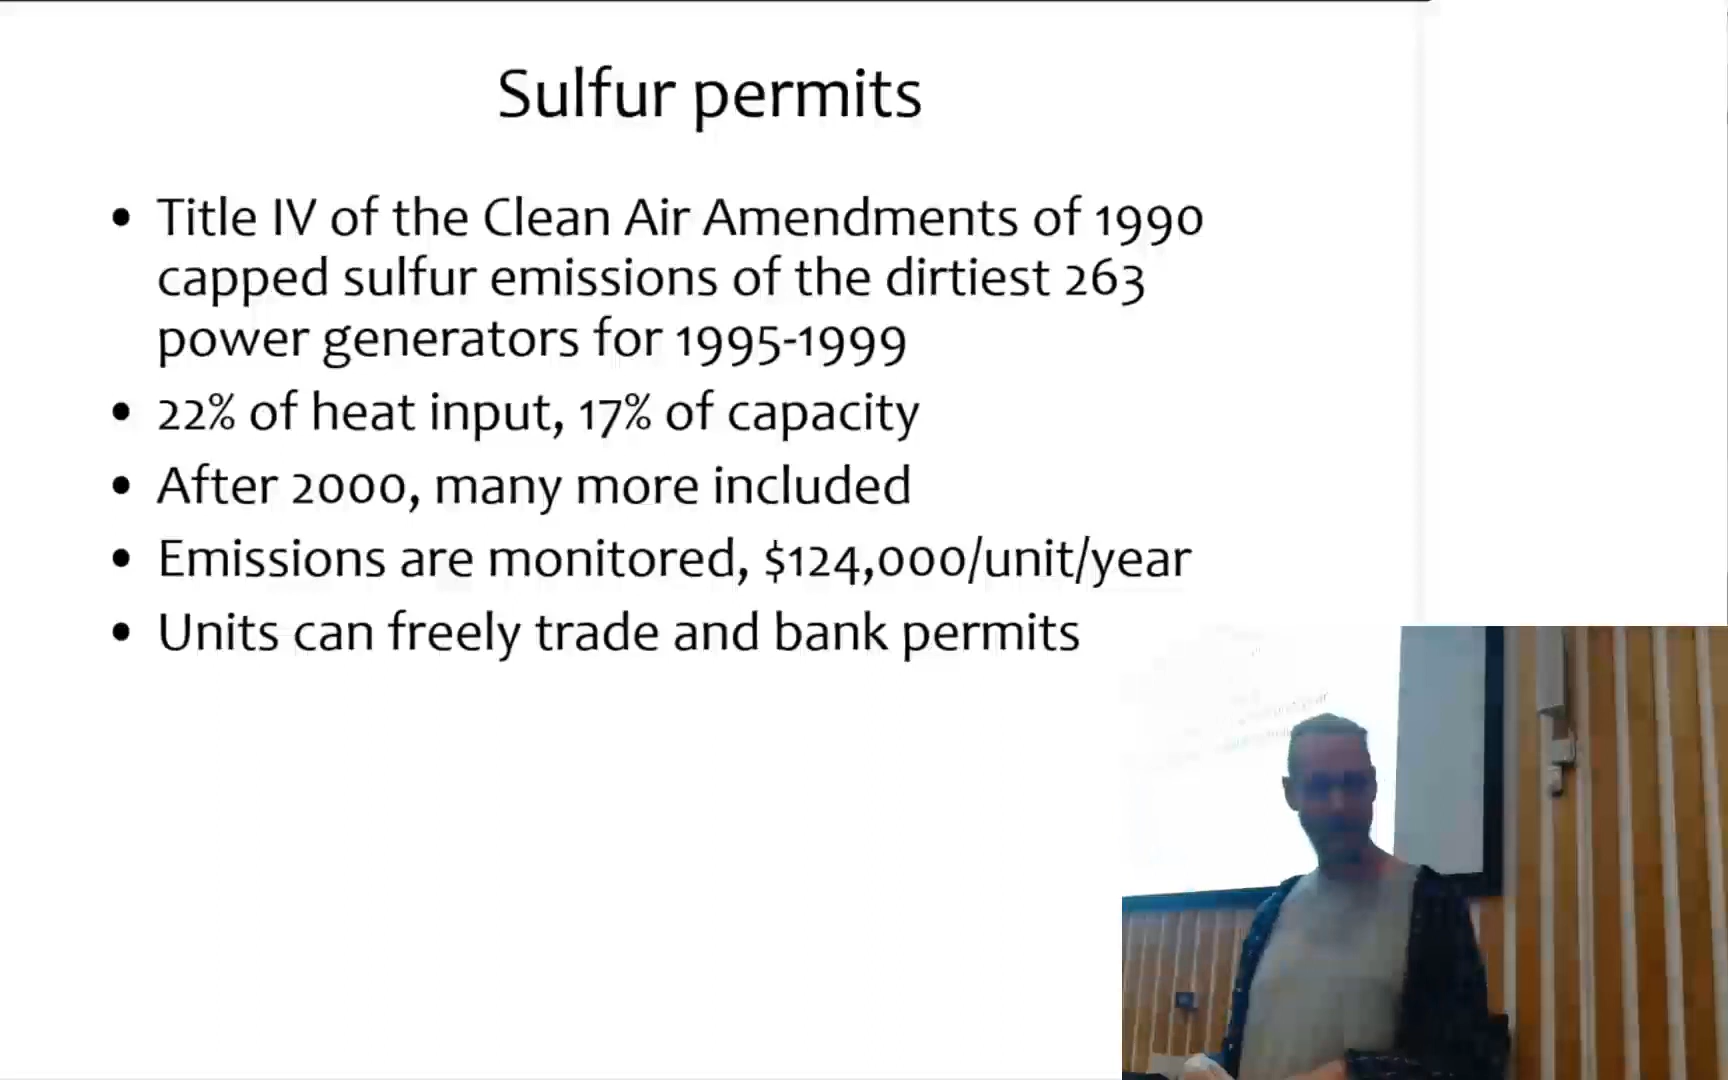 Sulfur permits
• Title IV of the Clean Air Amendments of 1990
capped sulfur emissions of the dirtiest 263
power generators for 1995-1999
• 22% of heat input, 17% of capacity
• After 2000, many more included
• Emissions are monitored, $124,000/unit/year
• Units can freely trade and bank permits